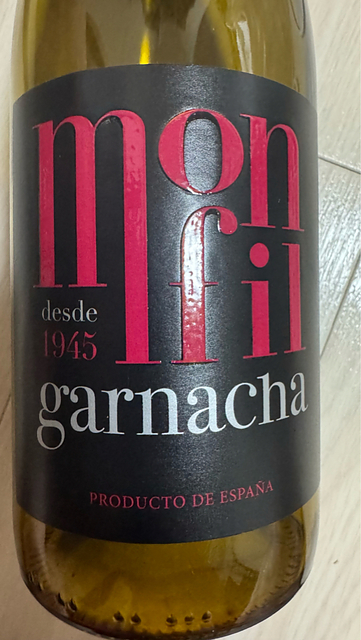 mon
fil
desde
1945
garnacha
PRODUCTO DE ESPAÑA